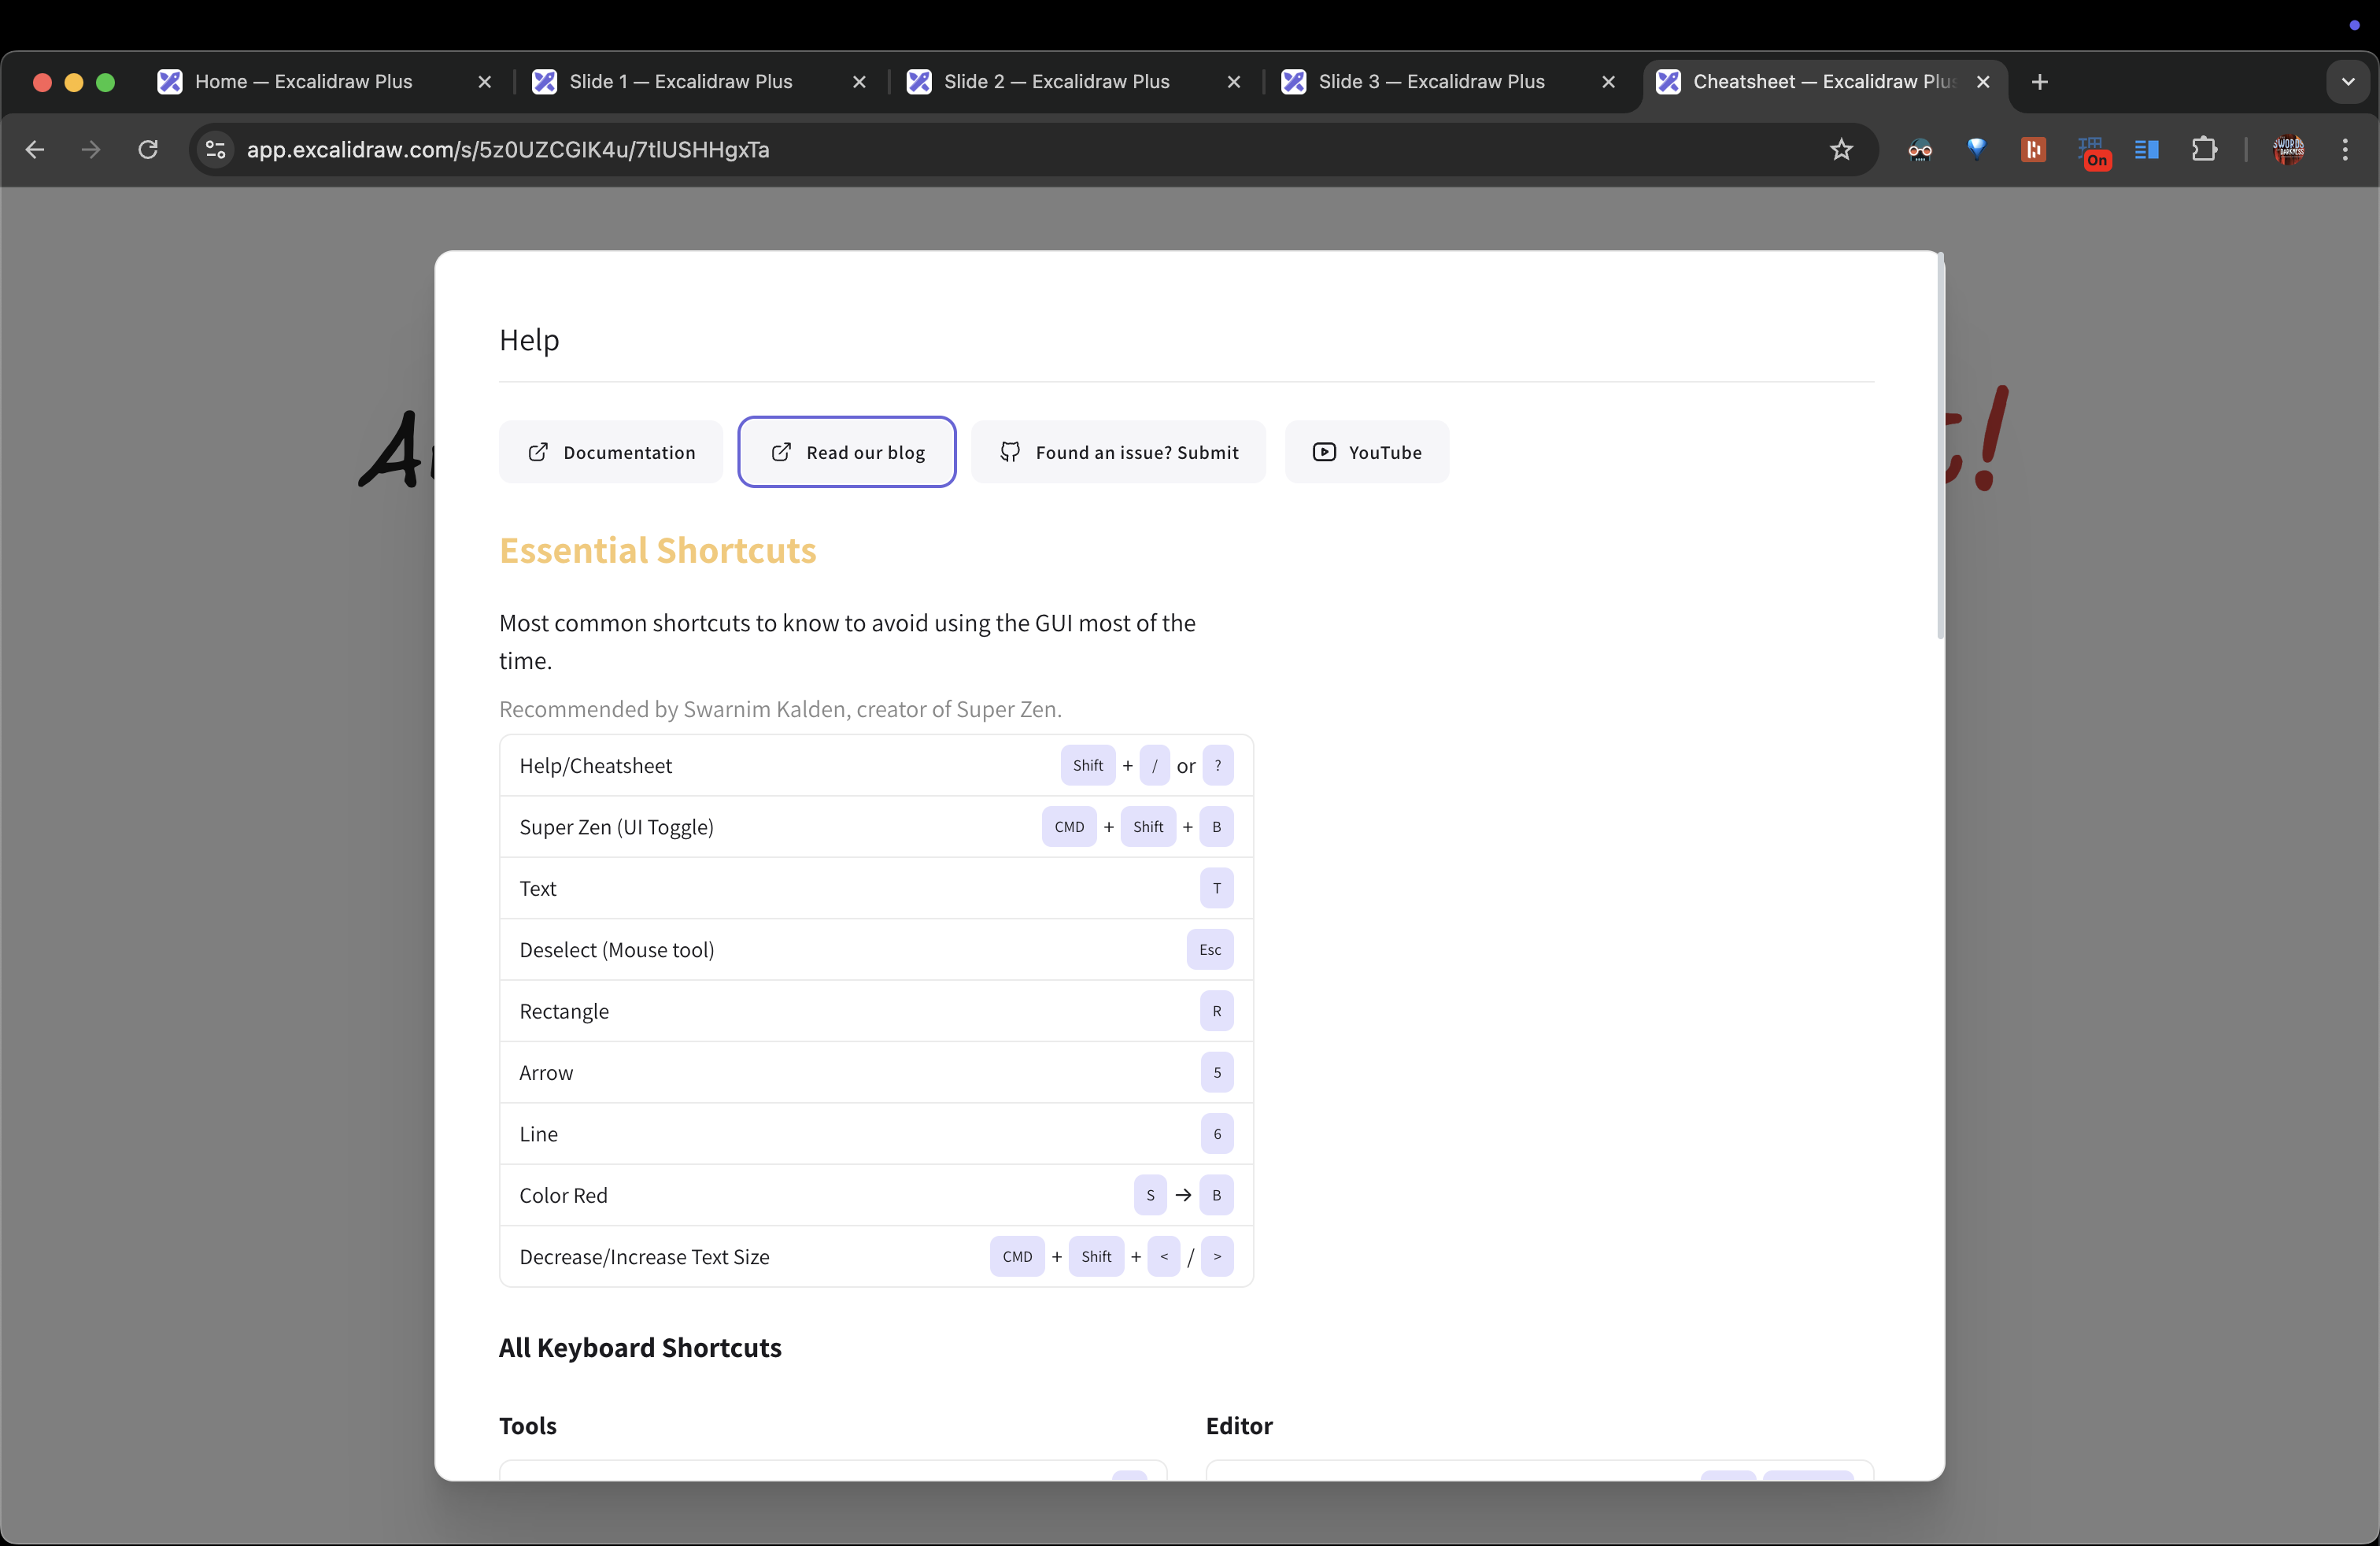 Home — Excalidraw Plus
Slide 1 — Excalidraw Plus
Slide 2 — Excalidraw Plus
Slide 3 — Excalidraw Plus
Cheatsheet — Excalidraw Plus
app.excalidraw.com/s/5z0UZCGIK4u/7tlUSHHgxTa
On
Help
Documentation
Read our blog
Found an issue? Submit
YouTube
Essential Shortcuts
Most common shortcuts to know to avoid using the GUI most of the
time.
Recommended by Swarnim Kalden, creator of Super Zen.
Help/Cheatsheet Shift + / or ?
Super Zen (UI Toggle) CMD + Shift + B
Text T
Deselect (Mouse tool) Esc
Rectangle R
Arrow 5
Line 6
Color Red S → B
Decrease/Increase Text Size CMD + Shift + < / >
All Keyboard Shortcuts
Tools
Editor